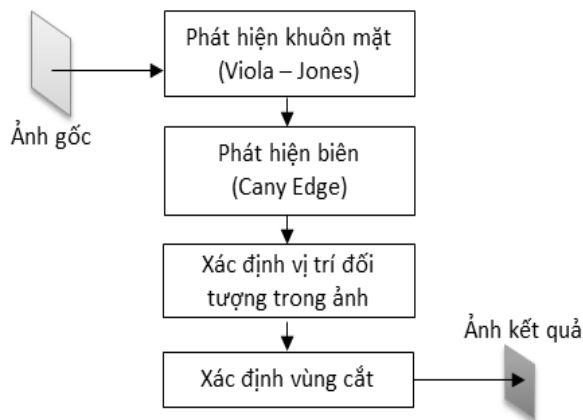 Ảnh gốc
Phát hiện khuôn mặt
(Viola – Jones)
Phát hiện biên
(Cany Edge)
Xác định vị trí đối
tượng trong ảnh
Xác định vùng cắt
Ảnh kết quả